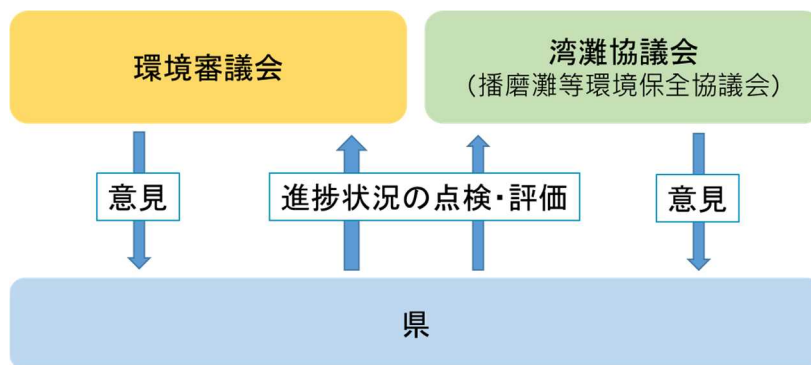 環境審議会
湾灘協議会
（播磨灘等環境保全協議会）
意見
進捗状況の点検・評価
意見
県